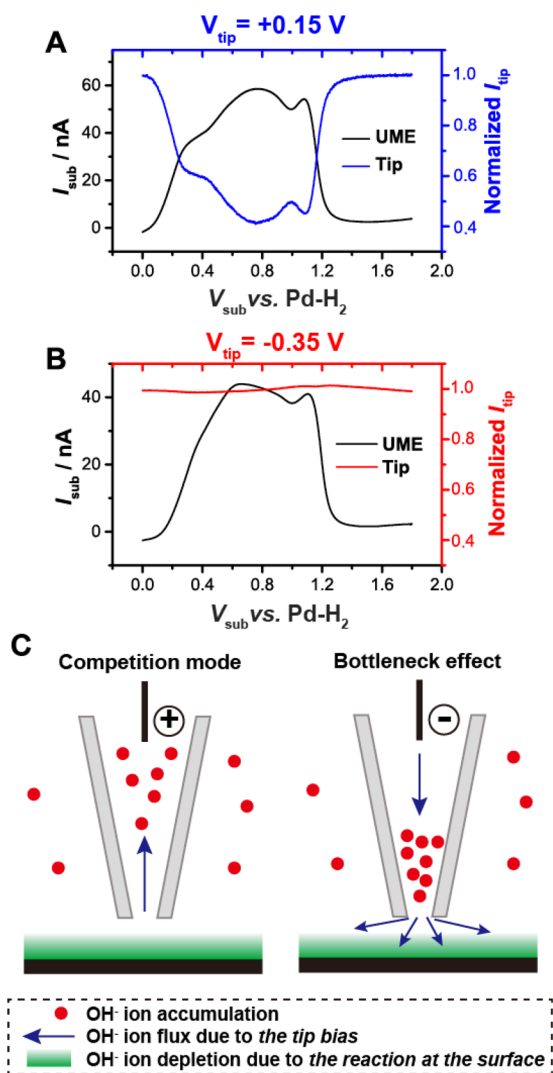 A
V_tip = +0.15 V
I_sub / nA
60
40
20
0
UME
Tip
Normalized I_tip
1.0
0.8
0.6
0.4
0.0 0.4 0.8 1.2 1.6 2.0
V_sub vs. Pd-H₂
B
V_tip = -0.35 V
I_sub / nA
40
20
0
UME
Tip
Normalized I_tip
1.0
0.8
0.6
0.4
0.0 0.4 0.8 1.2 1.6 2.0
V_sub vs. Pd-H₂
C
Competition mode
+
Bottleneck effect
-
OH⁻ ion accumulation
OH⁻ ion flux due to the tip bias
OH⁻ ion depletion due to the reaction at the surface